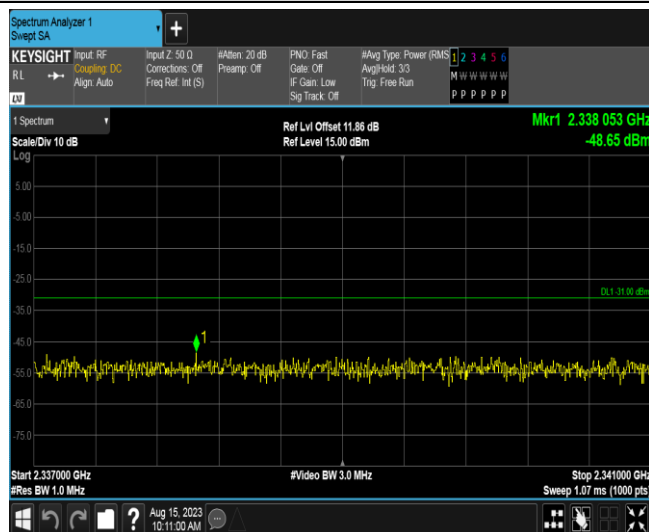 Spectrum Analyzer 1
Swept SA
+
KEYSIGHT
RL
LXI
Input: RF
Coupling: DC
Align: Auto
Input Z: 50 Ω
Corrections: Off
Freq Ref: Int (S)
#Atten: 20 dB
Preamp: Off
PNO: Fast
Gate: Off
IF Gain: Low
Sig Track: Off
#Avg Type: Power (RMS
Avg|Hold: 3/3
Trig: Free Run
1 2 3 4 5 6
M W W W W W
P P P P P P
1 Spectrum
Scale/Div 10 dB
Log
Ref Lvl Offset 11.86 dB
Ref Level 15.00 dBm
Mkr1 2.338 053 GHz
-48.65 dBm
5.00
-5.00
-15.0
-25.0
DL1 -31.00 dBm
-35.0
-45.0
1
-55.0
-65.0
-75.0
Start 2.337000 GHz
#Res BW 1.0 MHz
#Video BW 3.0 MHz
Stop 2.341000 GHz
Sweep 1.07 ms (1000 pts)
?
Aug 15, 2023
10:11:00 AM